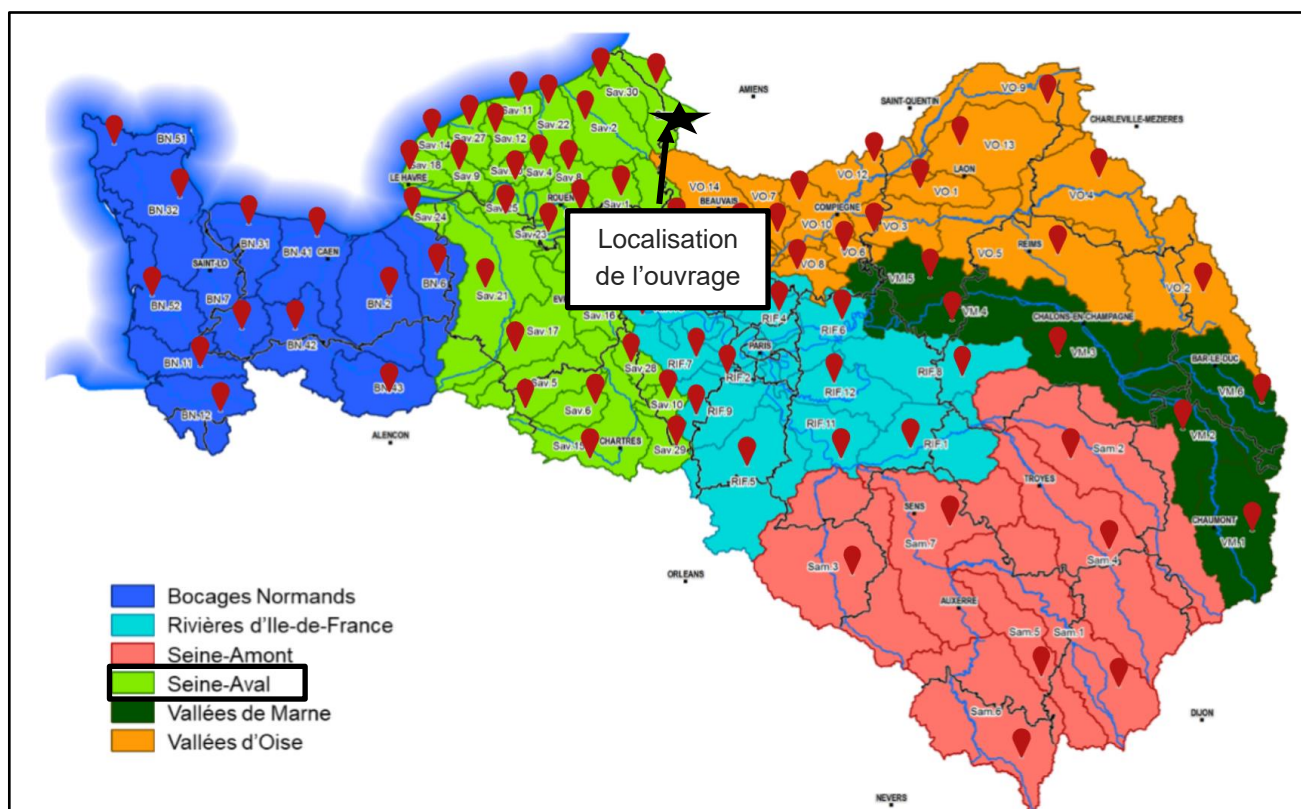 AMIENS
SAINT-QUENTIN
CHARLEVILLE-MEZIERES
VO.9
Sav.30
Sav.11
Sav.22
Sav.2
Sav.27
Sav.12
Sav.14
Sav.18
Sav.9
Sav.4
Sav.8
Sav.1
LE HAVRE
ROUEN
Sav.24
Sav.23
BN.51
BN.32
BN.31
BN.41
CAEN
SAINT-LO
BN.6
BN.2
BN.52
BN.7
BN.42
BN.11
BN.43
BN.12
ALENCON
VO.13
LAON
VO.4
VO.1
VO.12
VO.14
VO.7
BEAUVAIS
COMPIEGNE
VO.10
VO.3
VO.6
VO.8
VO.5
REIMS
VO.2
Localisation
de l’ouvrage
Sav.21
Sav.16
Sav.17
Sav.28
Sav.5
Sav.6
Sav.10
CHARTRES
Sav.29
RIF.4
RIF.6
PARIS
RIF.7
RIF.2
RIF.8
RIF.12
RIF.9
RIF.11
RIF.1
RIF.5
VM.5
VM.4
CHALONS-EN-CHAMPAGNE
VM.3
BAR-LE-DUC
VM.6
VM.2
CHAUMONT
VM.1
Sam.2
TROYES
SENS
Sam.7
Sam.4
Sam.3
ORLEANS
AUXERRE
Sam.5
Sam.1
Sam.6
DIJON
NEVERS
Bocages Normands
Rivières d’Ile-de-France
Seine-Amont
Seine-Aval
Vallées de Marne
Vallées d’Oise